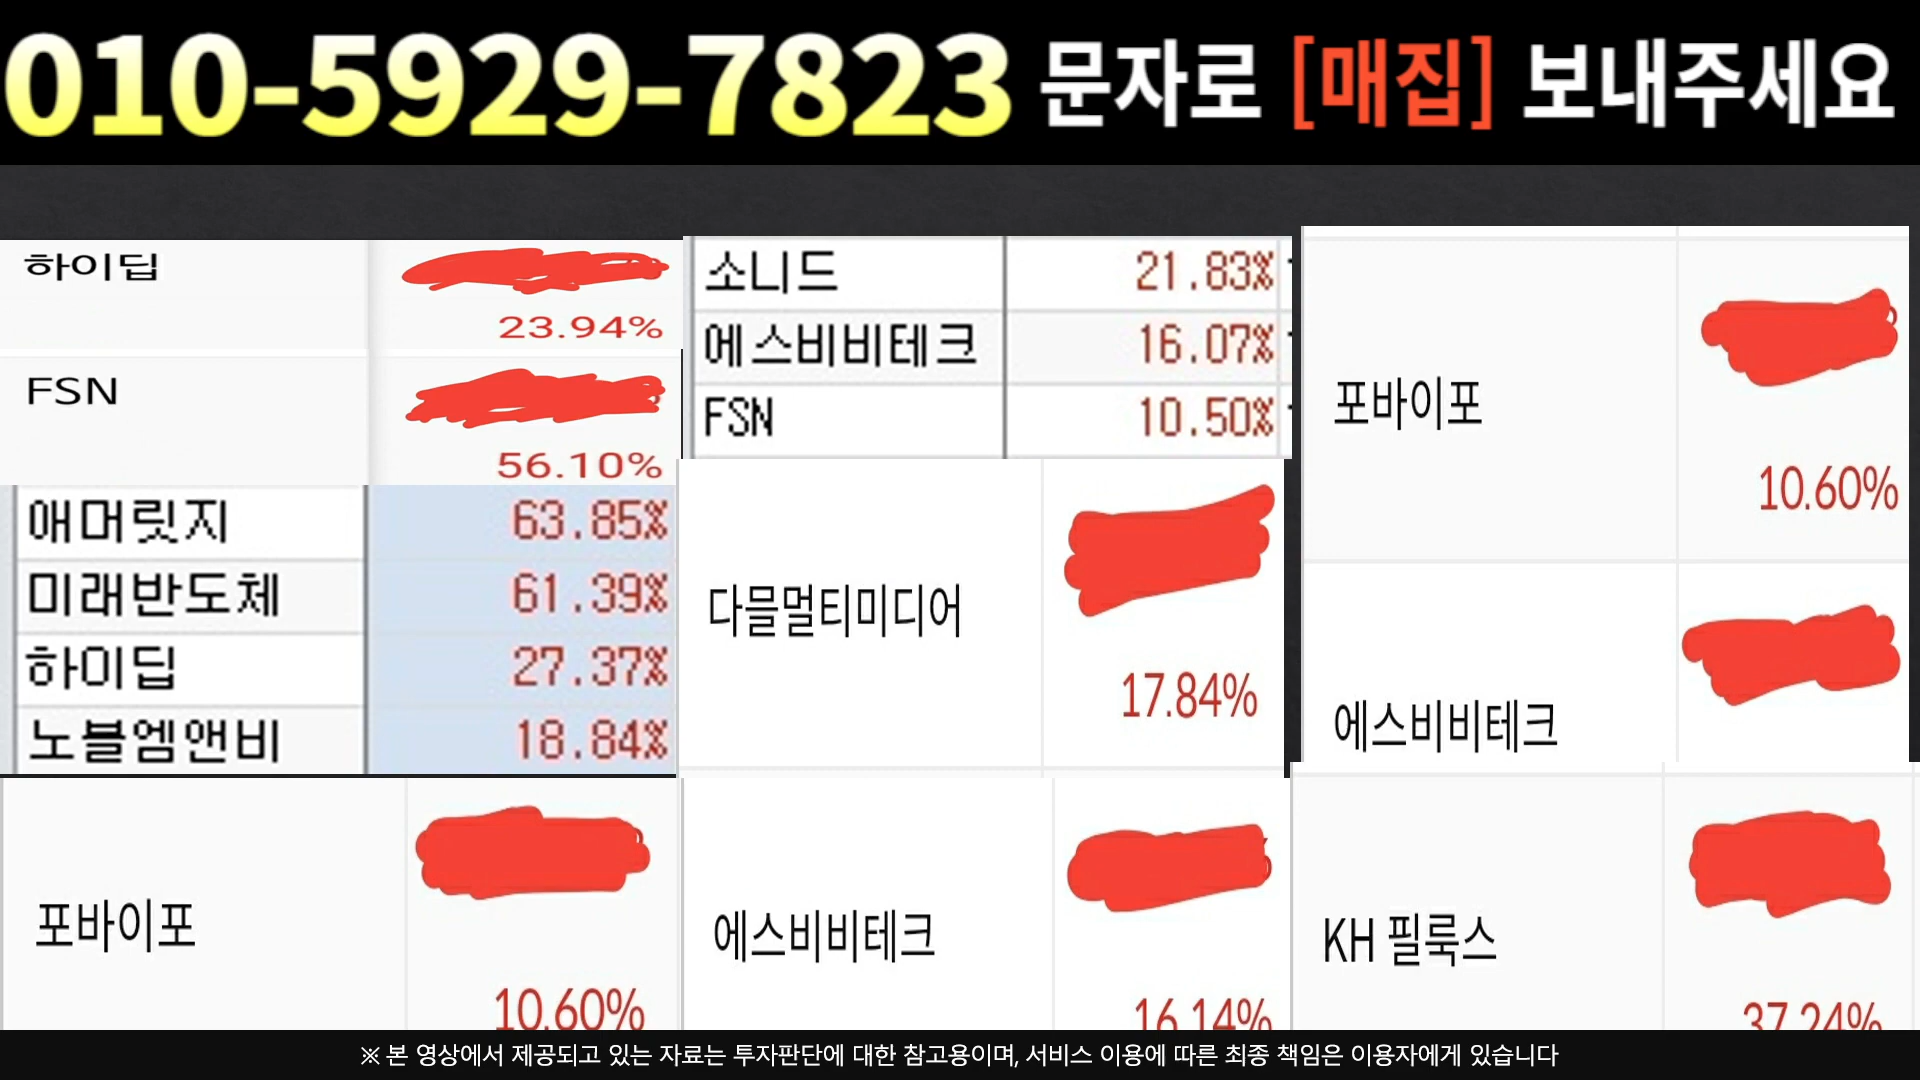 010-5929-7823 문자로 [매집] 보내주세요
하이딥
23.94%
FSN
56.10%
애머릿지 63.85%
미래반도체 61.39%
하이딥 27.37%
노블엠앤비 18.84%
소니드 21.83%
에스비비테크 16.07%
FSN 10.50%
다믈멀티미디어
17.84%
포바이포
10.60%
에스비비테크
포바이포
10.60%
에스비비테크
16.14%
KH 필룩스
37.24%
※ 본 영상에서 제공되고 있는 자료는 투자판단에 대한 참고용이며, 서비스 이용에 따른 최종 책임은 이용자에게 있습니다